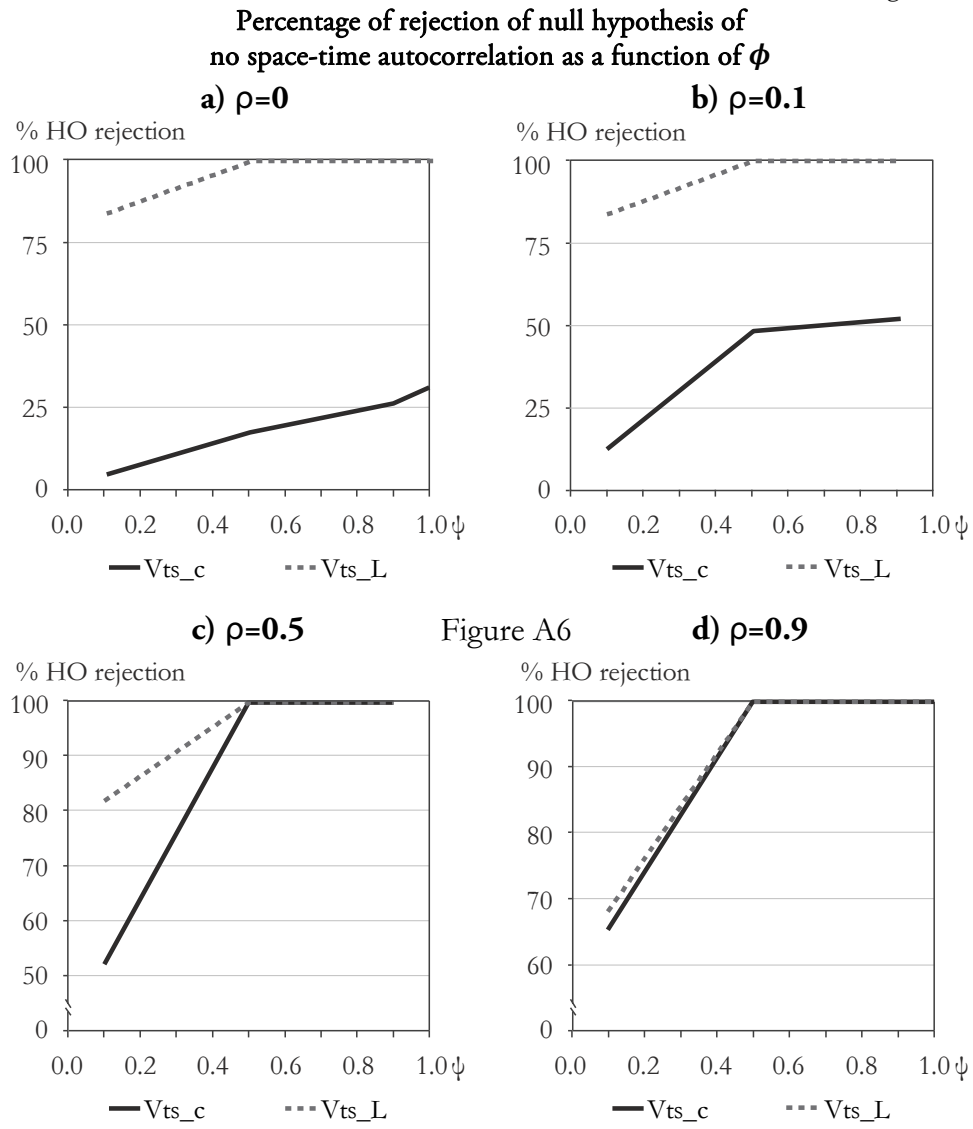 Percentage of rejection of null hypothesis of
no space-time autocorrelation as a function of ϕ
a) ρ=0
% HO rejection
100
75
50
25
0
0.0 0.2 0.4 0.6 0.8 1.0 ψ
Vts_c Vts_L
b) ρ=0.1
% HO rejection
100
75
50
25
0
0.0 0.2 0.4 0.6 0.8 1.0 ψ
Vts_c Vts_L
Figure A6
c) ρ=0.5
% HO rejection
100
90
80
70
60
50
0
0.0 0.2 0.4 0.6 0.8 1.0 ψ
Vts_c Vts_L
d) ρ=0.9
% HO rejection
100
90
80
70
60
0
0.0 0.2 0.4 0.6 0.8 1.0 ψ
Vts_c Vts_L